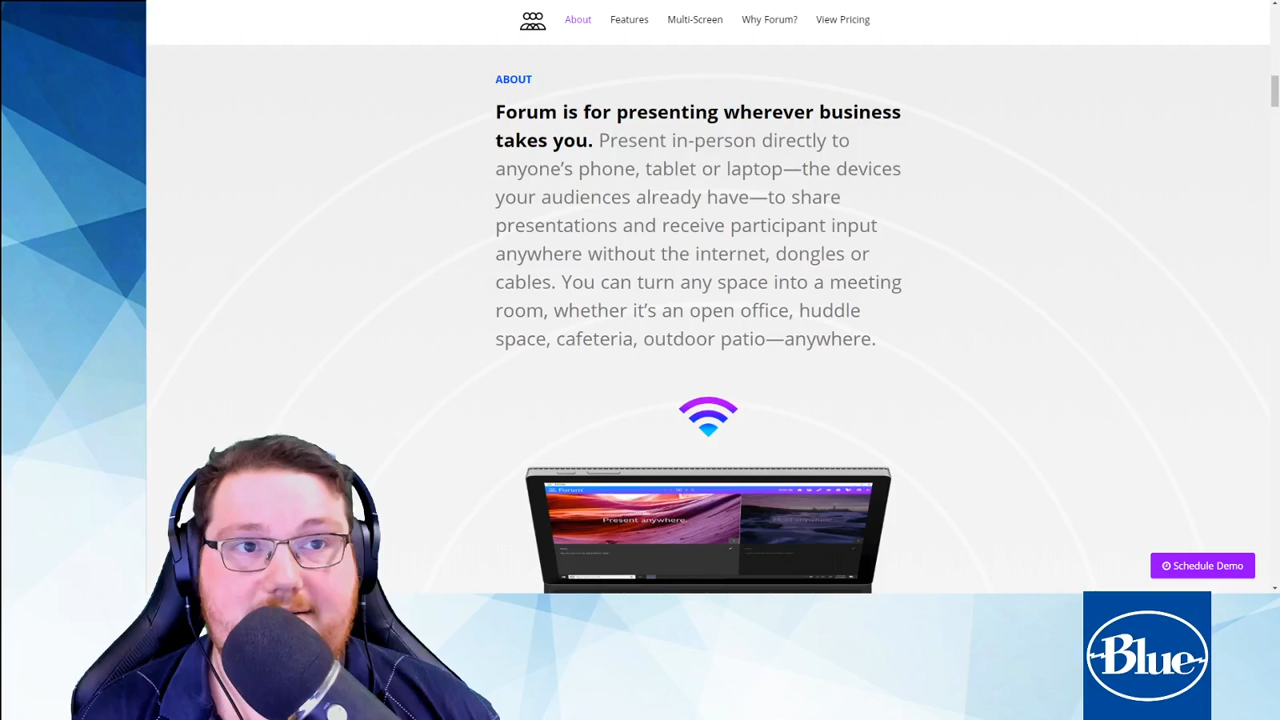 About Features Multi-Screen Why Forum? View Pricing
ABOUT
Forum is for presenting wherever business
takes you. Present in-person directly to
anyone’s phone, tablet or laptop—the devices
your audiences already have—to share
presentations and receive participant input
anywhere without the internet, dongles or
cables. You can turn any space into a meeting
room, whether it’s an open office, huddle
space, cafeteria, outdoor patio—anywhere.
Forum
Present anywhere.
Schedule Demo
Blue